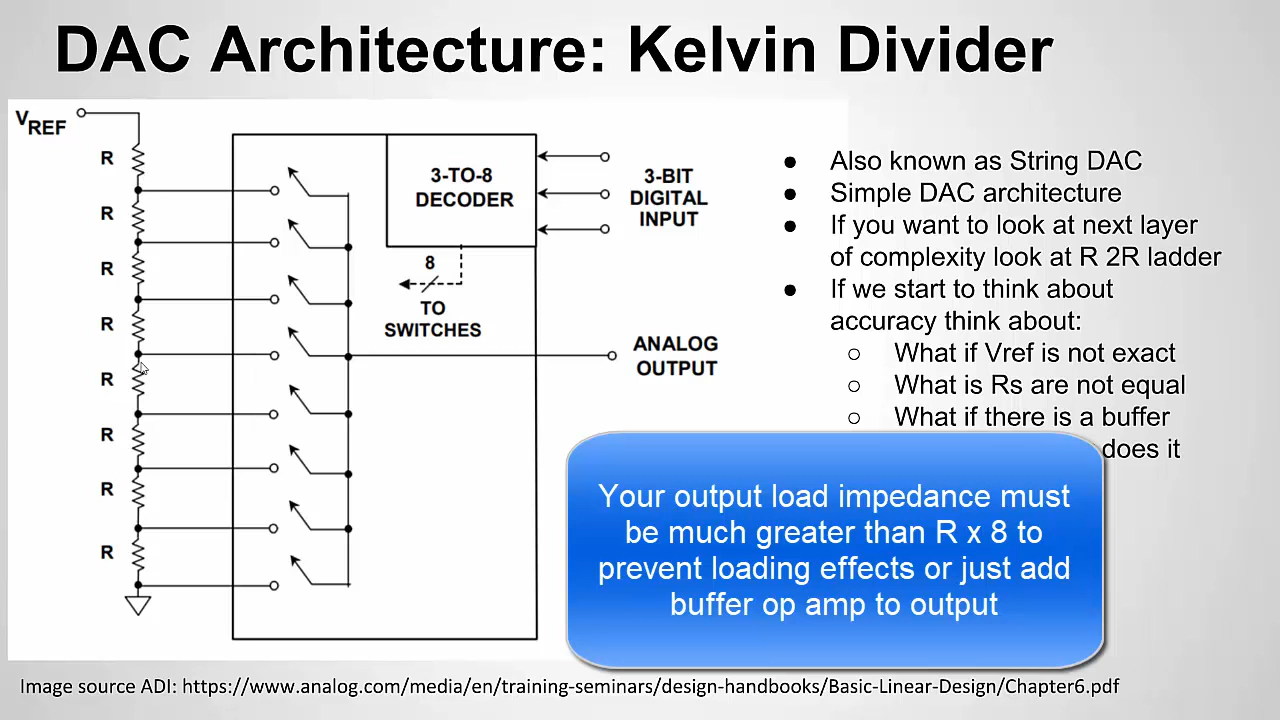 DAC Architecture: Kelvin Divider
VREF
R
R
R
R
R
R
R
R
3-TO-8
DECODER
8
TO
SWITCHES
3-BIT
DIGITAL
INPUT
ANALOG
OUTPUT
● Also known as String DAC
● Simple DAC architecture
● If you want to look at next layer
of complexity look at R 2R ladder
● If we start to think about
accuracy think about:
○ What if Vref is not exact
○ What is Rs are not equal
○ What if there is a buffer
does it
Your output load impedance must
be much greater than R x 8 to
prevent loading effects or just add
buffer op amp to output
Image source ADI: https://www.analog.com/media/en/training-seminars/design-handbooks/Basic-Linear-Design/Chapter6.pdf